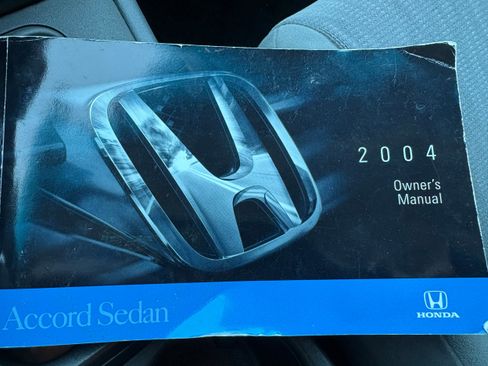 2004
Owner's
Manual
Accord Sedan
HONDA